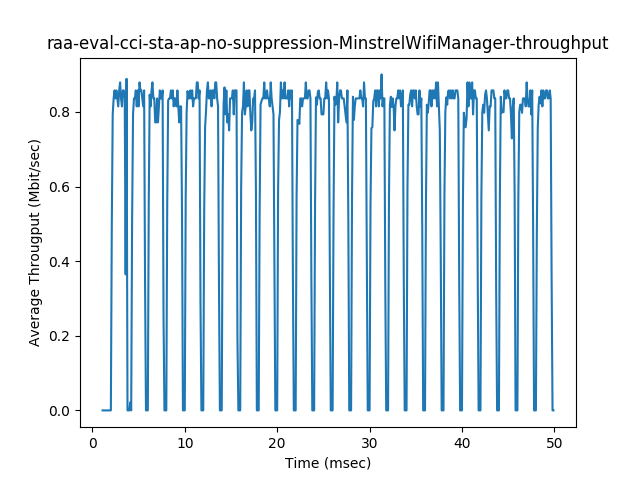 raa-eval-cci-sta-ap-no-suppression-MinstrelWifiManager-throughput
Average Througput (Mbit/sec)
0.8
0.6
0.4
0.2
0.0
0 10 20 30 40 50
Time (msec)